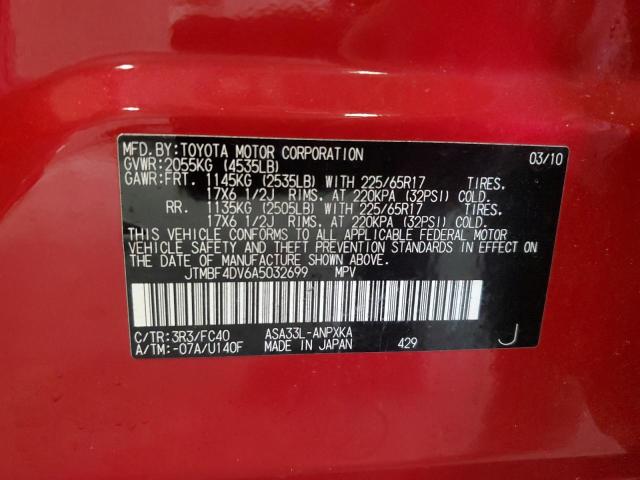 MFD.BY:TOYOTA MOTOR CORPORATION 03/10
GVWR:2055KG (4535LB)
GAWR:FRT. 1145KG (2535LB) WITH 225/65R17 TIRES.
17X6 1/2J RIMS. AT 220KPA (32PSI) COLD.
RR. 1135KG (2505LB) WITH 225/65R17 TIRES.
17X6 1/2J RIMS. AT 220KPA (32PSI) COLD.
THIS VEHICLE CONFORMS TO ALL APPLICABLE FEDERAL MOTOR
VEHICLE SAFETY AND THEFT PREVENTION STANDARDS IN EFFECT ON
THE DATE OF MANUFACTURE SHOWN ABOVE.
JTMBF4DV6A5032699 MPV
C/TR:3R3/FC40 ASA33L-ANPXKA
A/TM:-07A/U140F MADE IN JAPAN 429 J